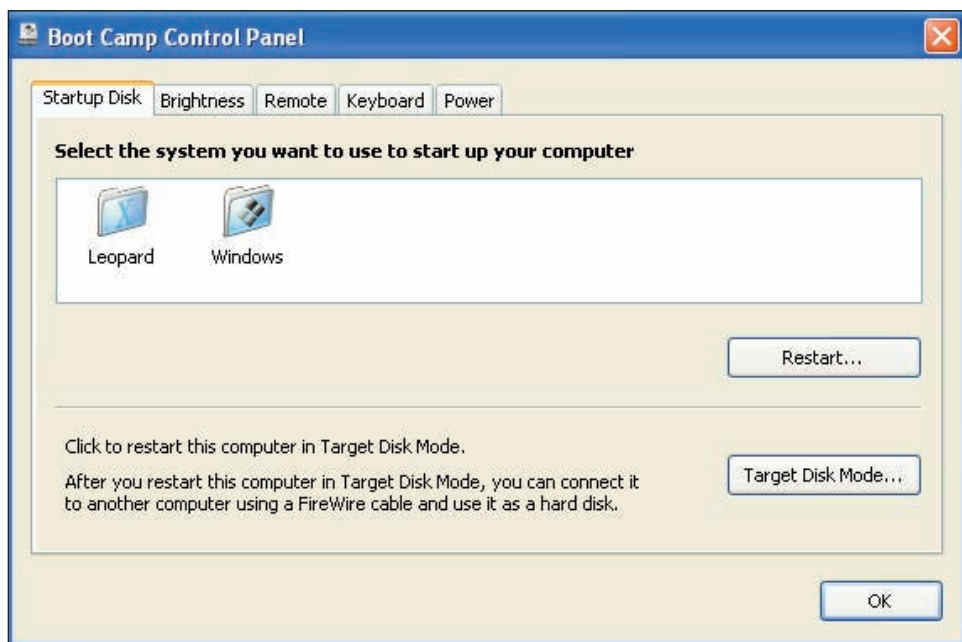 Boot Camp Control Panel
Startup Disk
Brightness
Remote
Keyboard
Power
Select the system you want to use to start up your computer
Leopard
Windows
Restart...
Click to restart this computer in Target Disk Mode.
After you restart this computer in Target Disk Mode, you can connect it
to another computer using a FireWire cable and use it as a hard disk.
Target Disk Mode...
OK